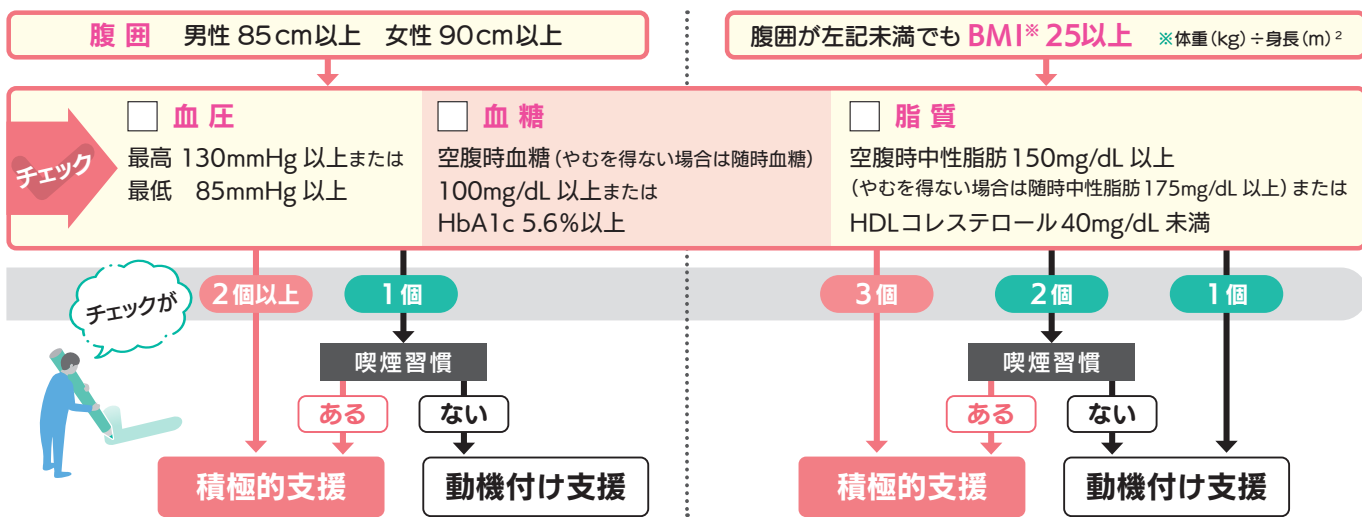 腹囲 男性 85cm以上 女性 90cm以上
腹囲が左記未満でも BMI※ 25以上 ※体重(kg)÷身長(m)²
チェック
血圧
最高 130mmHg 以上または
最低 85mmHg 以上
血糖
空腹時血糖(やむを得ない場合は随時血糖)
100mg/dL 以上または
HbA1c 5.6%以上
脂質
空腹時中性脂肪 150mg/dL 以上
(やむを得ない場合は随時中性脂肪 175mg/dL 以上)または
HDLコレステロール 40mg/dL 未満
チェックが
2個以上
1個
3個
2個
1個
喫煙習慣
喫煙習慣
ある
ない
ある
ない
積極的支援
動機付け支援
積極的支援
動機付け支援